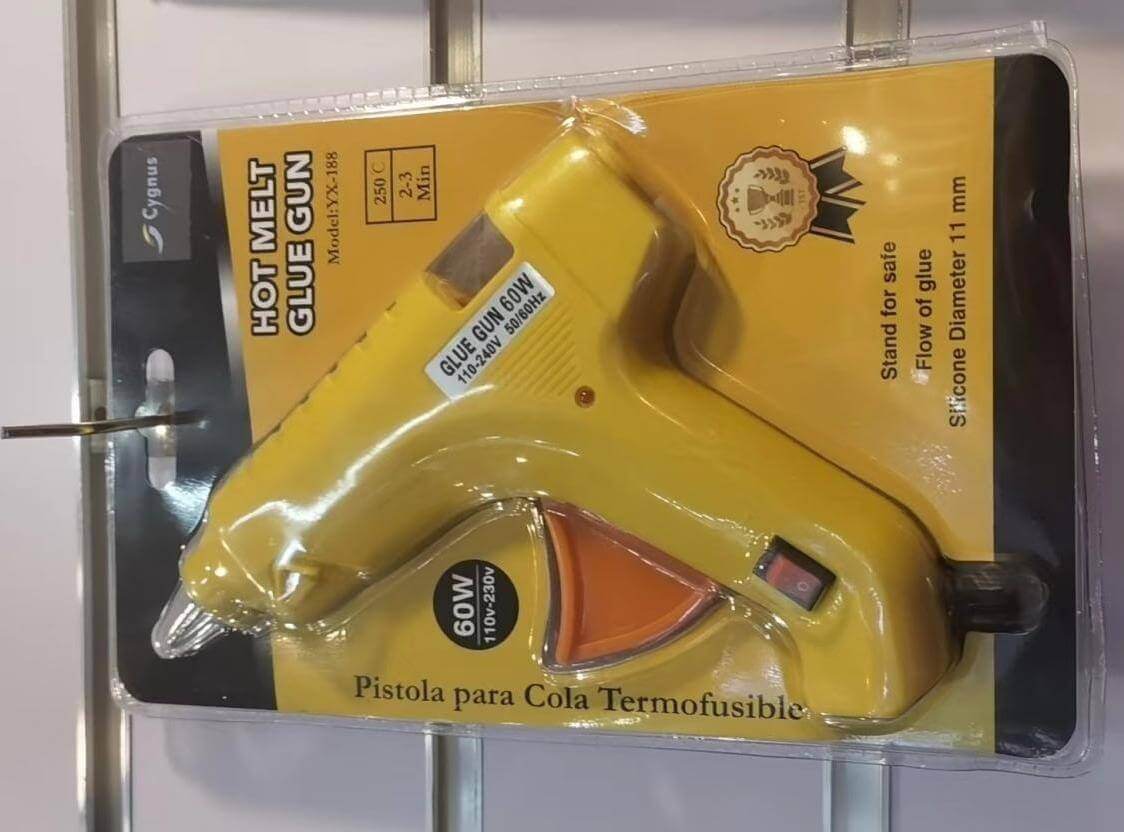 Cygnus
HOT MELT
GLUE GUN
Model:YX-188
250 C
2-3
Min
GLUE GUN 60W
110-240V 50/60Hz
1ST
Stand for safe
Flow of glue
Silicone Diameter 11 mm
60W
110v-230v
Pistola para Cola Termofusible